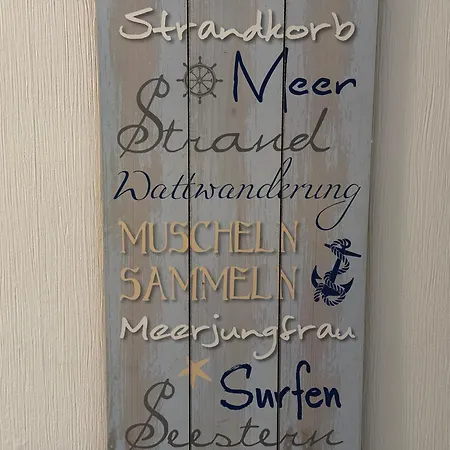 Strandkorb
Meer
Strand
Wattwanderung
MUSCHELN
SAMMELN
Meerjungfrau
Surfen
Seestern